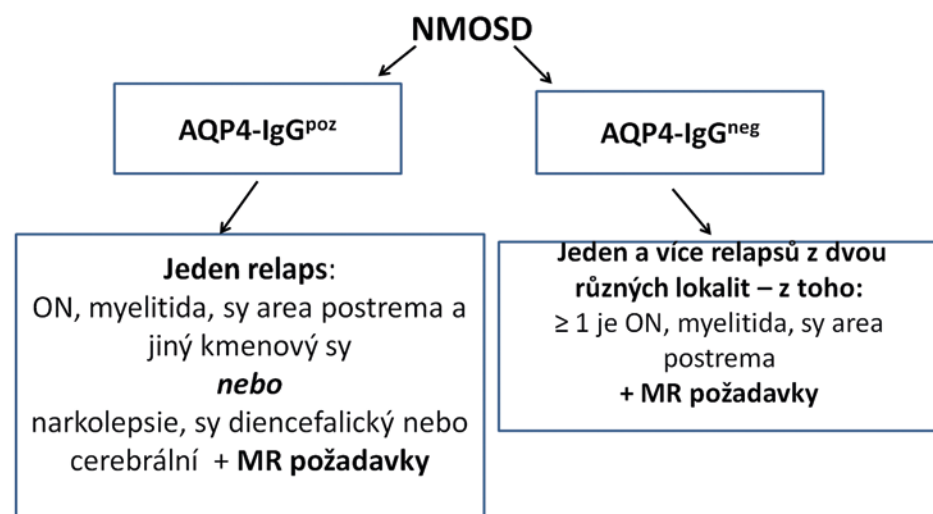 NMOSD
AQP4-IgGpoz
AQP4-IgGneg
Jeden relaps:
ON, myelitida, sy area postrema a
jiný kmenový sy
nebo
narkolepsie, sy diencefalický nebo
cerebrální + MR požadavky
Jeden a více relapsů z dvou
různých lokalit – z toho:
≥ 1 je ON, myelitida, sy area
postrema
+ MR požadavky